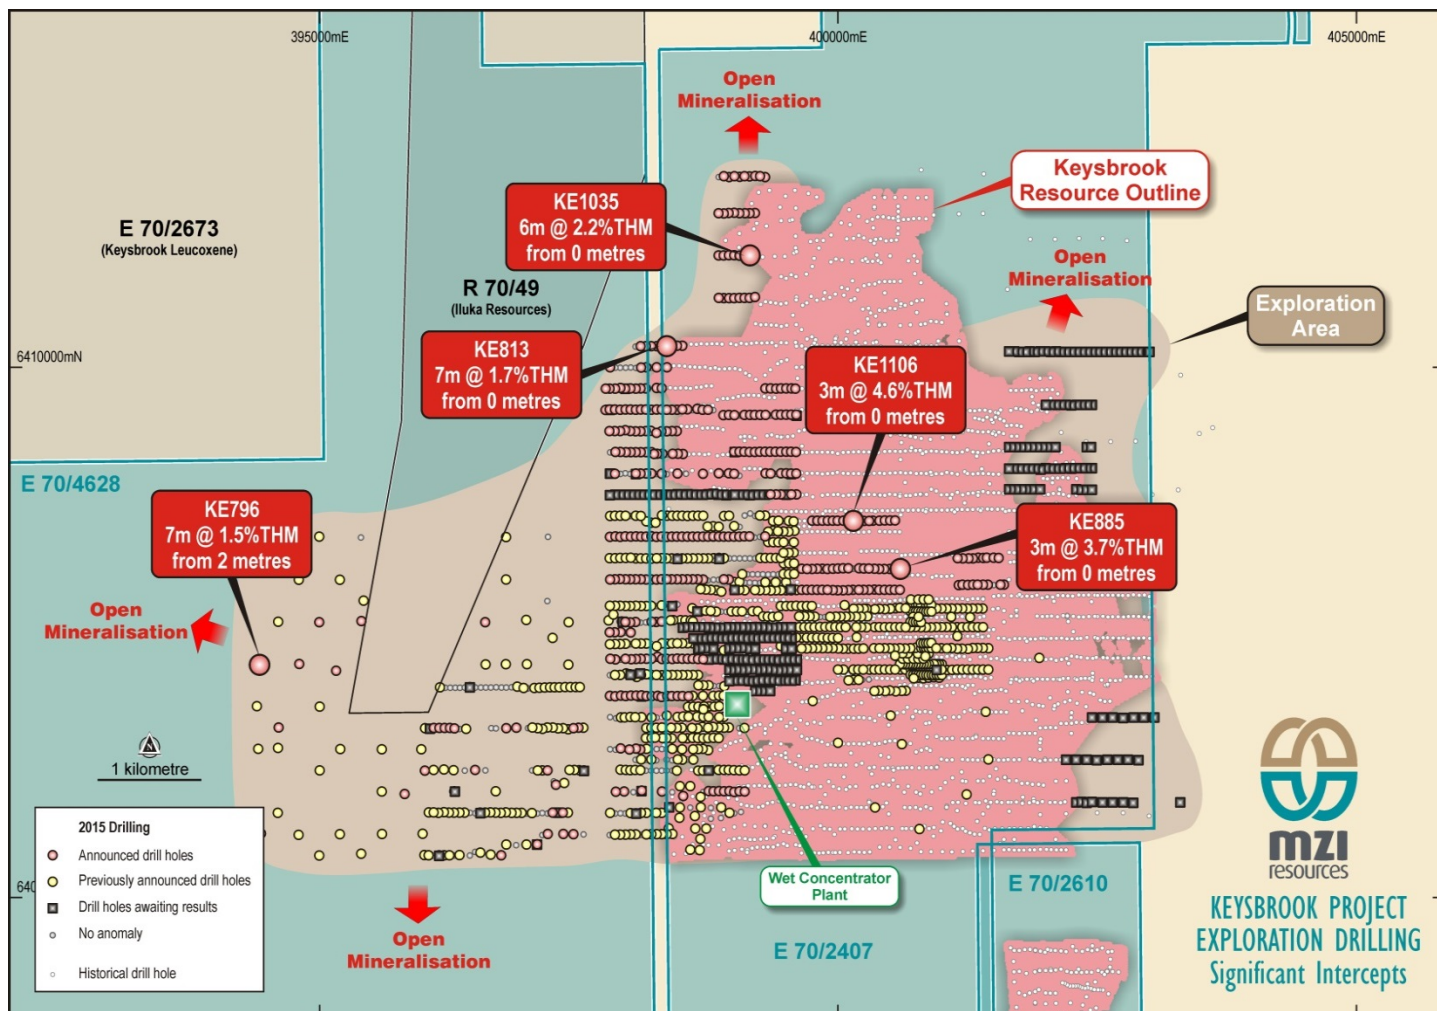 395000mE
400000mE
405000mE
Open
Mineralisation
Keysbrook
Resource Outline
KE1035
6m @ 2.2%THM
from 0 metres
E 70/2673
(Keysbrook Leucoxene)
R 70/49
(Iluka Resources)
Open
Mineralisation
Exploration
Area
6410000mN
KE813
7m @ 1.7%THM
from 0 metres
KE1106
3m @ 4.6%THM
from 0 metres
E 70/4628
KE796
7m @ 1.5%THM
from 2 metres
KE885
3m @ 3.7%THM
from 0 metres
Open
Mineralisation
N
1 kilometre
2015 Drilling
Announced drill holes
Previously announced drill holes
Drill holes awaiting results
No anomaly
Historical drill hole
640
Open
Mineralisation
Wet Concentrator
Plant
E 70/2407
E 70/2610
mzi
resources
KEYSBROOK PROJECT
EXPLORATION DRILLING
Significant Intercepts